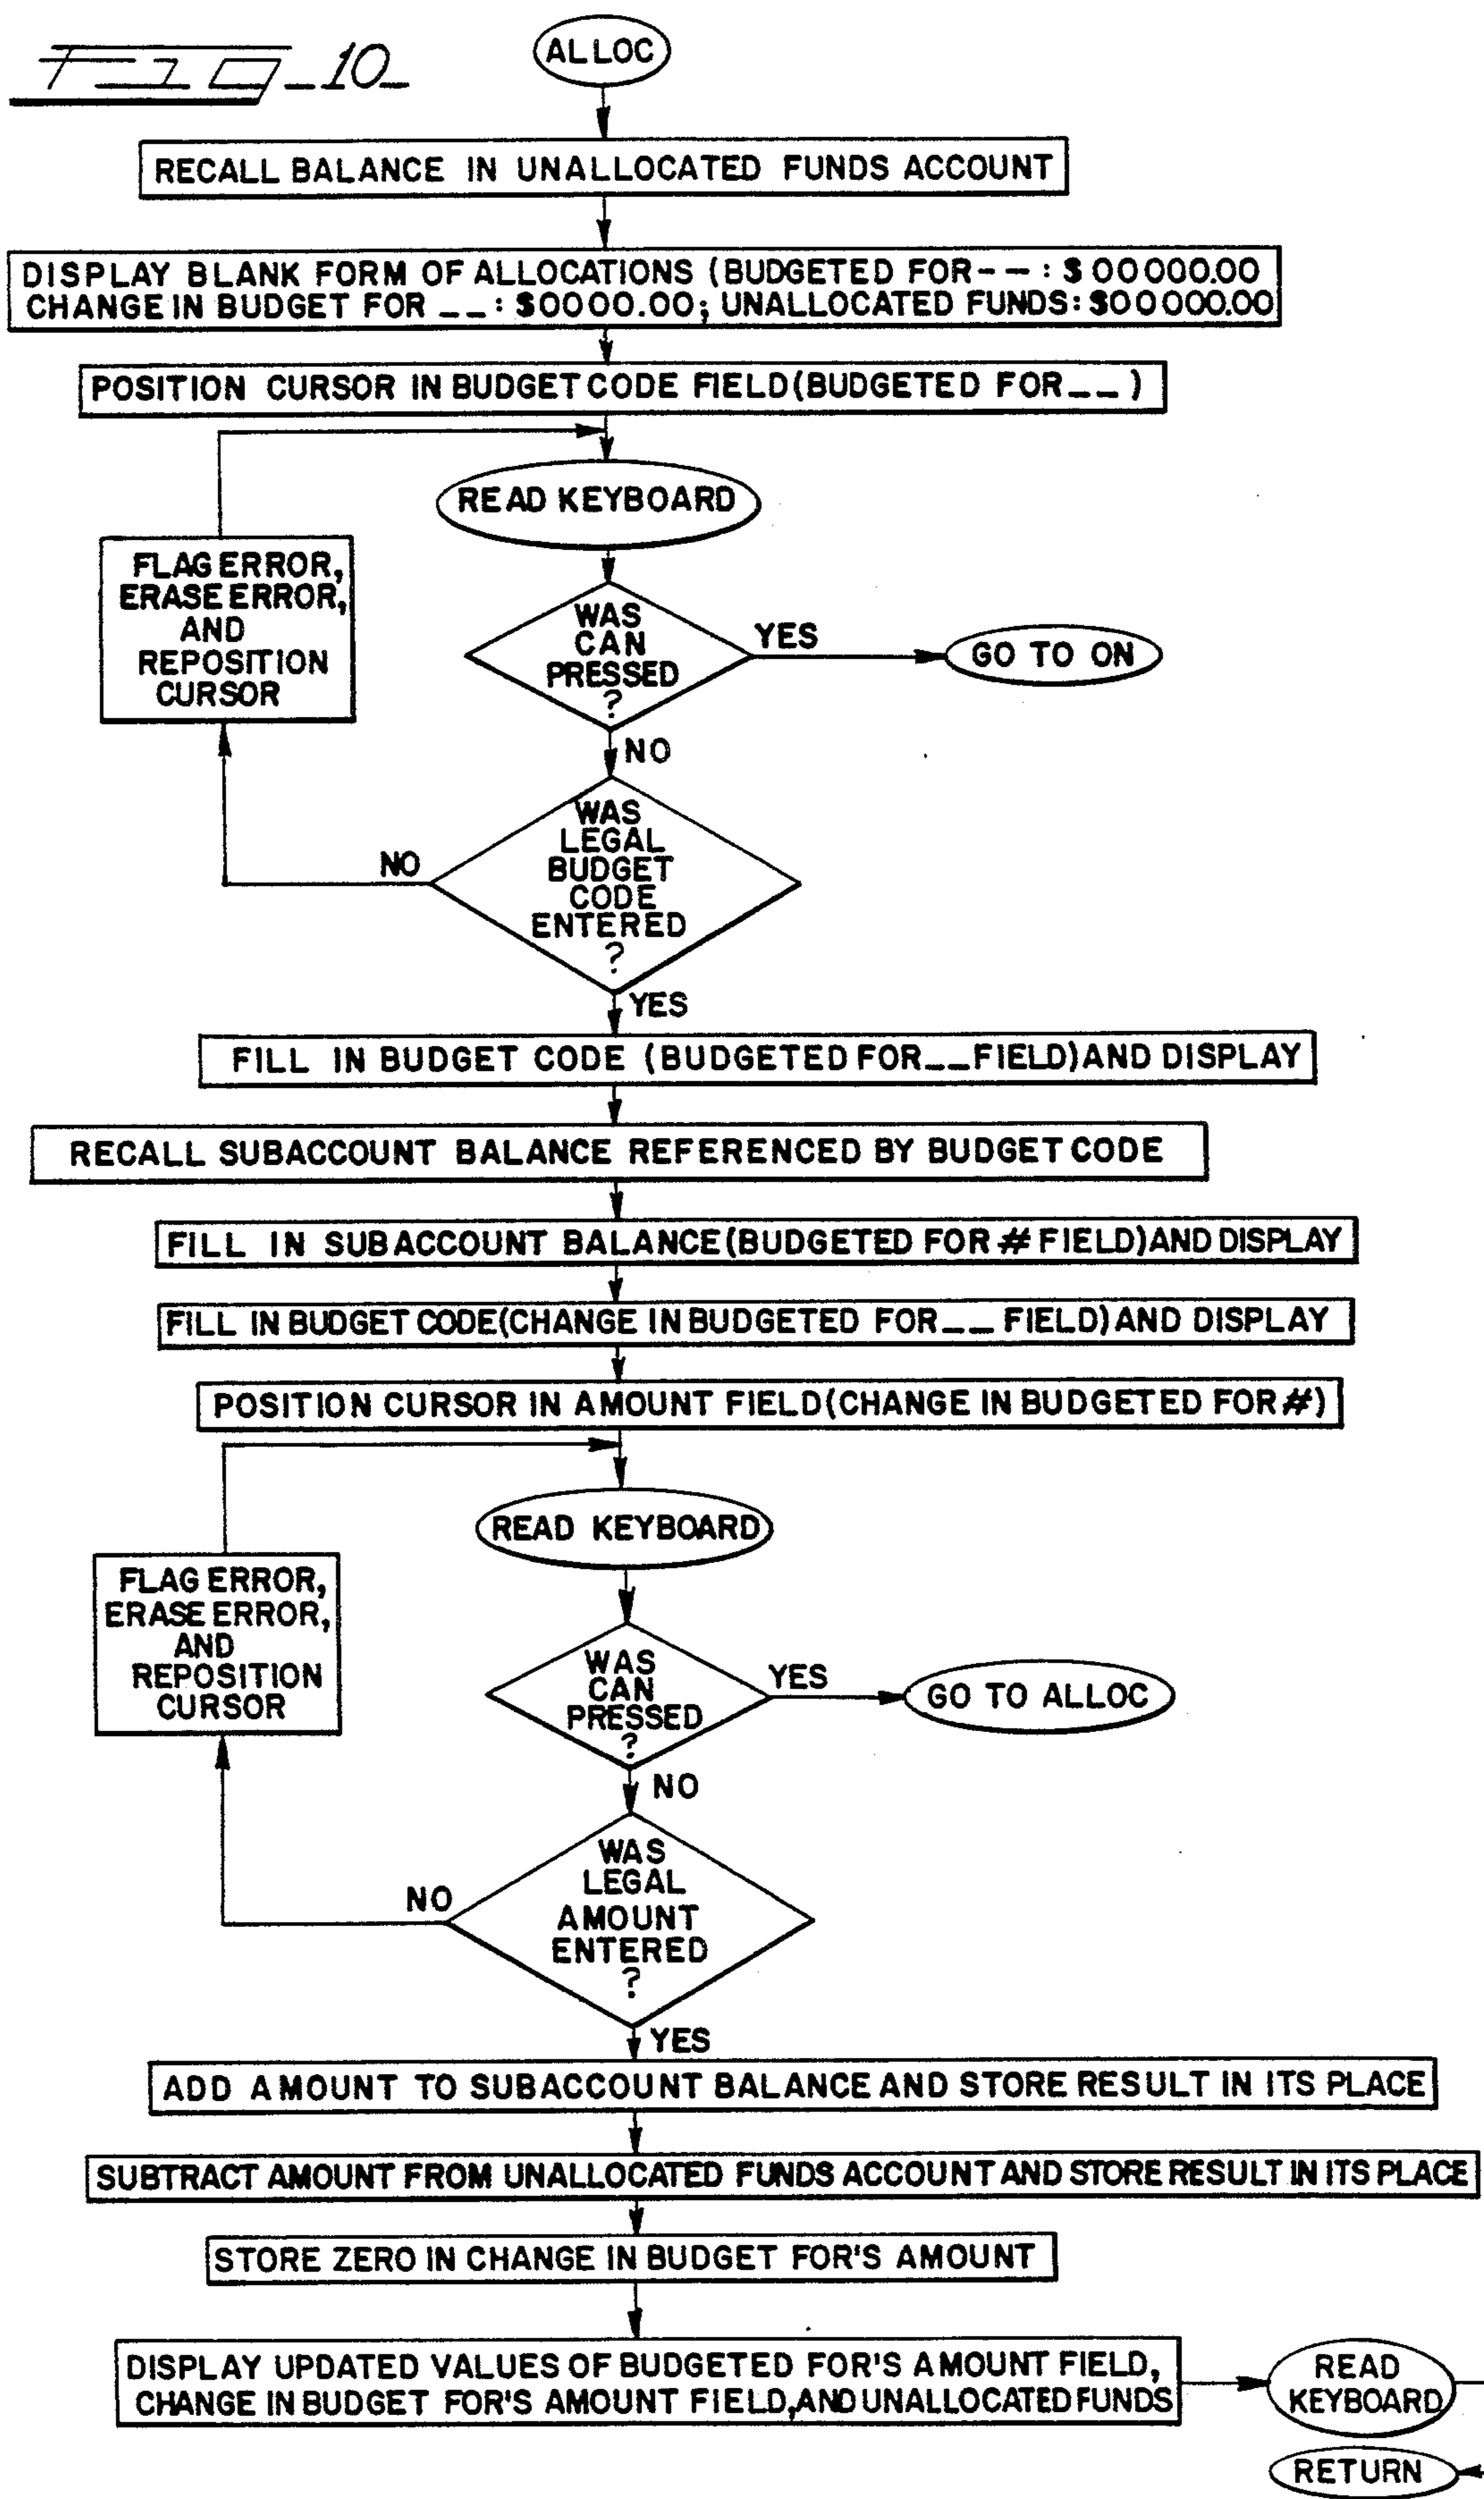 FIG_10_
ALLOC
RECALL BALANCE IN UNALLOCATED FUNDS ACCOUNT
DISPLAY BLANK FORM OF ALLOCATIONS (BUDGETED FOR--: $00000.00
CHANGE IN BUDGET FOR __: $0000.00; UNALLOCATED FUNDS: $00000.00
POSITION CURSOR IN BUDGET CODE FIELD(BUDGETED FOR__)
READ KEYBOARD
FLAG ERROR,
ERASE ERROR,
AND
REPOSITION
CURSOR
WAS
CAN
PRESSED
?
YES
GO TO ON
NO
WAS
LEGAL
BUDGET
CODE
ENTERED
?
NO
YES
FILL IN BUDGET CODE (BUDGETED FOR__FIELD)AND DISPLAY
RECALL SUBACCOUNT BALANCE REFERENCED BY BUDGET CODE
FILL IN SUBACCOUNT BALANCE(BUDGETED FOR # FIELD)AND DISPLAY
FILL IN BUDGET CODE(CHANGE IN BUDGETED FOR__ FIELD)AND DISPLAY
POSITION CURSOR IN AMOUNT FIELD(CHANGE IN BUDGETED FOR #)
READ KEYBOARD
FLAG ERROR,
ERASE ERROR,
AND
REPOSITION
CURSOR
WAS
CAN
PRESSED
?
YES
GO TO ALLOC
NO
WAS
LEGAL
AMOUNT
ENTERED
?
NO
YES
ADD AMOUNT TO SUBACCOUNT BALANCE AND STORE RESULT IN ITS PLACE
SUBTRACT AMOUNT FROM UNALLOCATED FUNDS ACCOUNT AND STORE RESULT IN ITS PLACE
STORE ZERO IN CHANGE IN BUDGET FOR'S AMOUNT
DISPLAY UPDATED VALUES OF BUDGETED FOR'S AMOUNT FIELD,
CHANGE IN BUDGET FOR'S AMOUNT FIELD, AND UNALLOCATED FUNDS
READ
KEYBOARD
RETURN